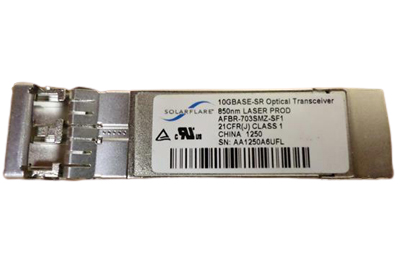 SOLARFLARE
10GBASE-SR Optical Transceiver
850nm LASER PROD
AFBR-703SMZ-SF1
21CFR(J) CLASS 1
CHINA 1250
SN: AA1250A6UFL